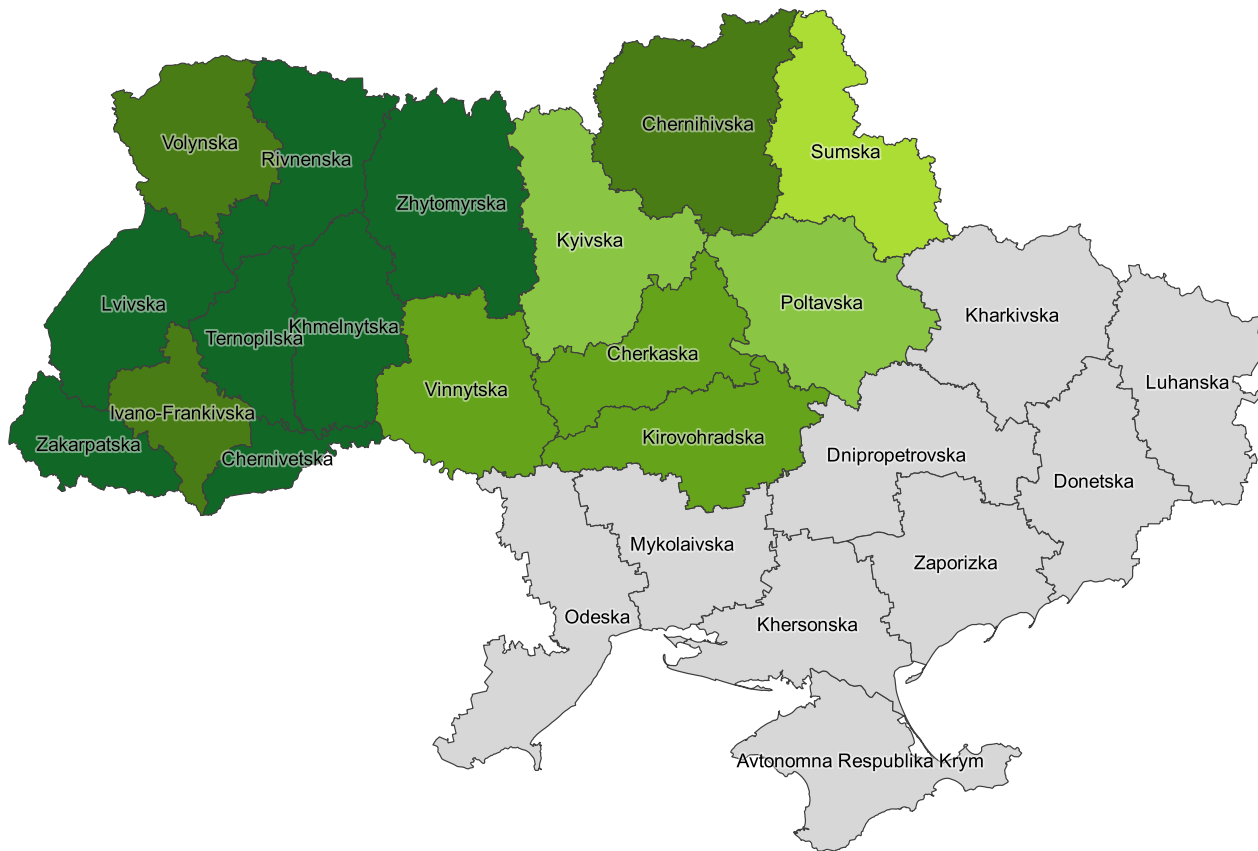 Chernihivska
Volynska
Sumska
Rivnenska
Zhytomyrska
Kyivska
Lvivska
Poltavska
Kharkivska
Khmelnytska
Ternopilska
Cherkaska
Luhanska
Vinnytska
Ivano-Frankivska
Kirovohradska
Zakarpatska
Chernivetska
Dnipropetrovska
Donetska
Mykolaivska
Zaporizka
Odeska
Khersonska
Avtonomna Respublika Krym